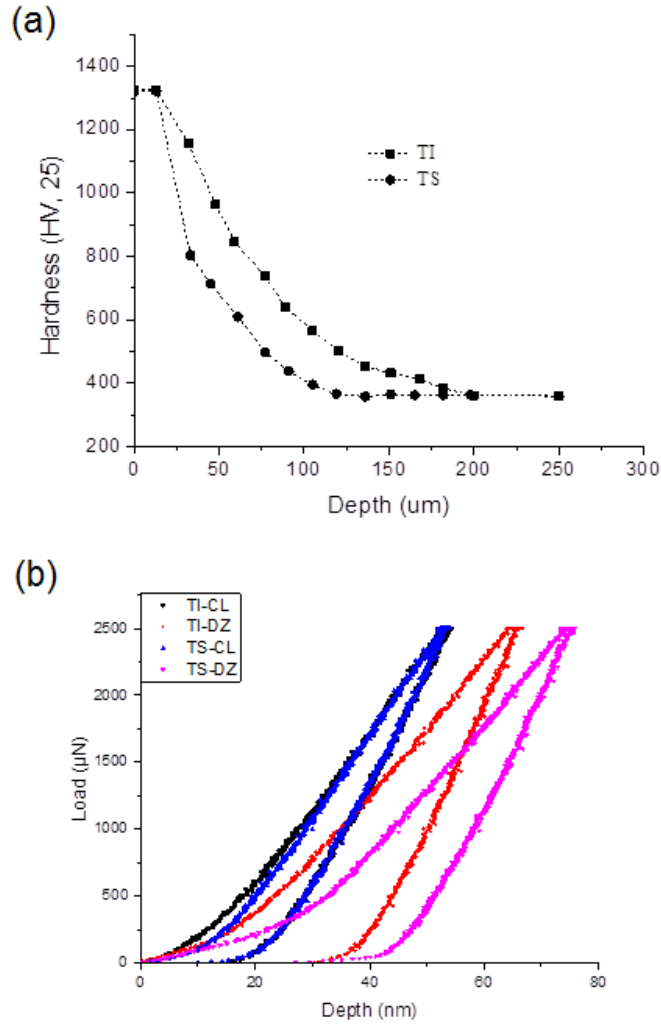 (a)
1400
1200
1000
800
600
400
200
Hardness (HV, 25)
TI
TS
0 50 100 150 200 250 300
Depth (um)
(b)
TI-CL
TI-DZ
TS-CL
TS-DZ
2500
2000
1500
1000
500
0
Load (μN)
0 20 40 60 80
Depth (nm)